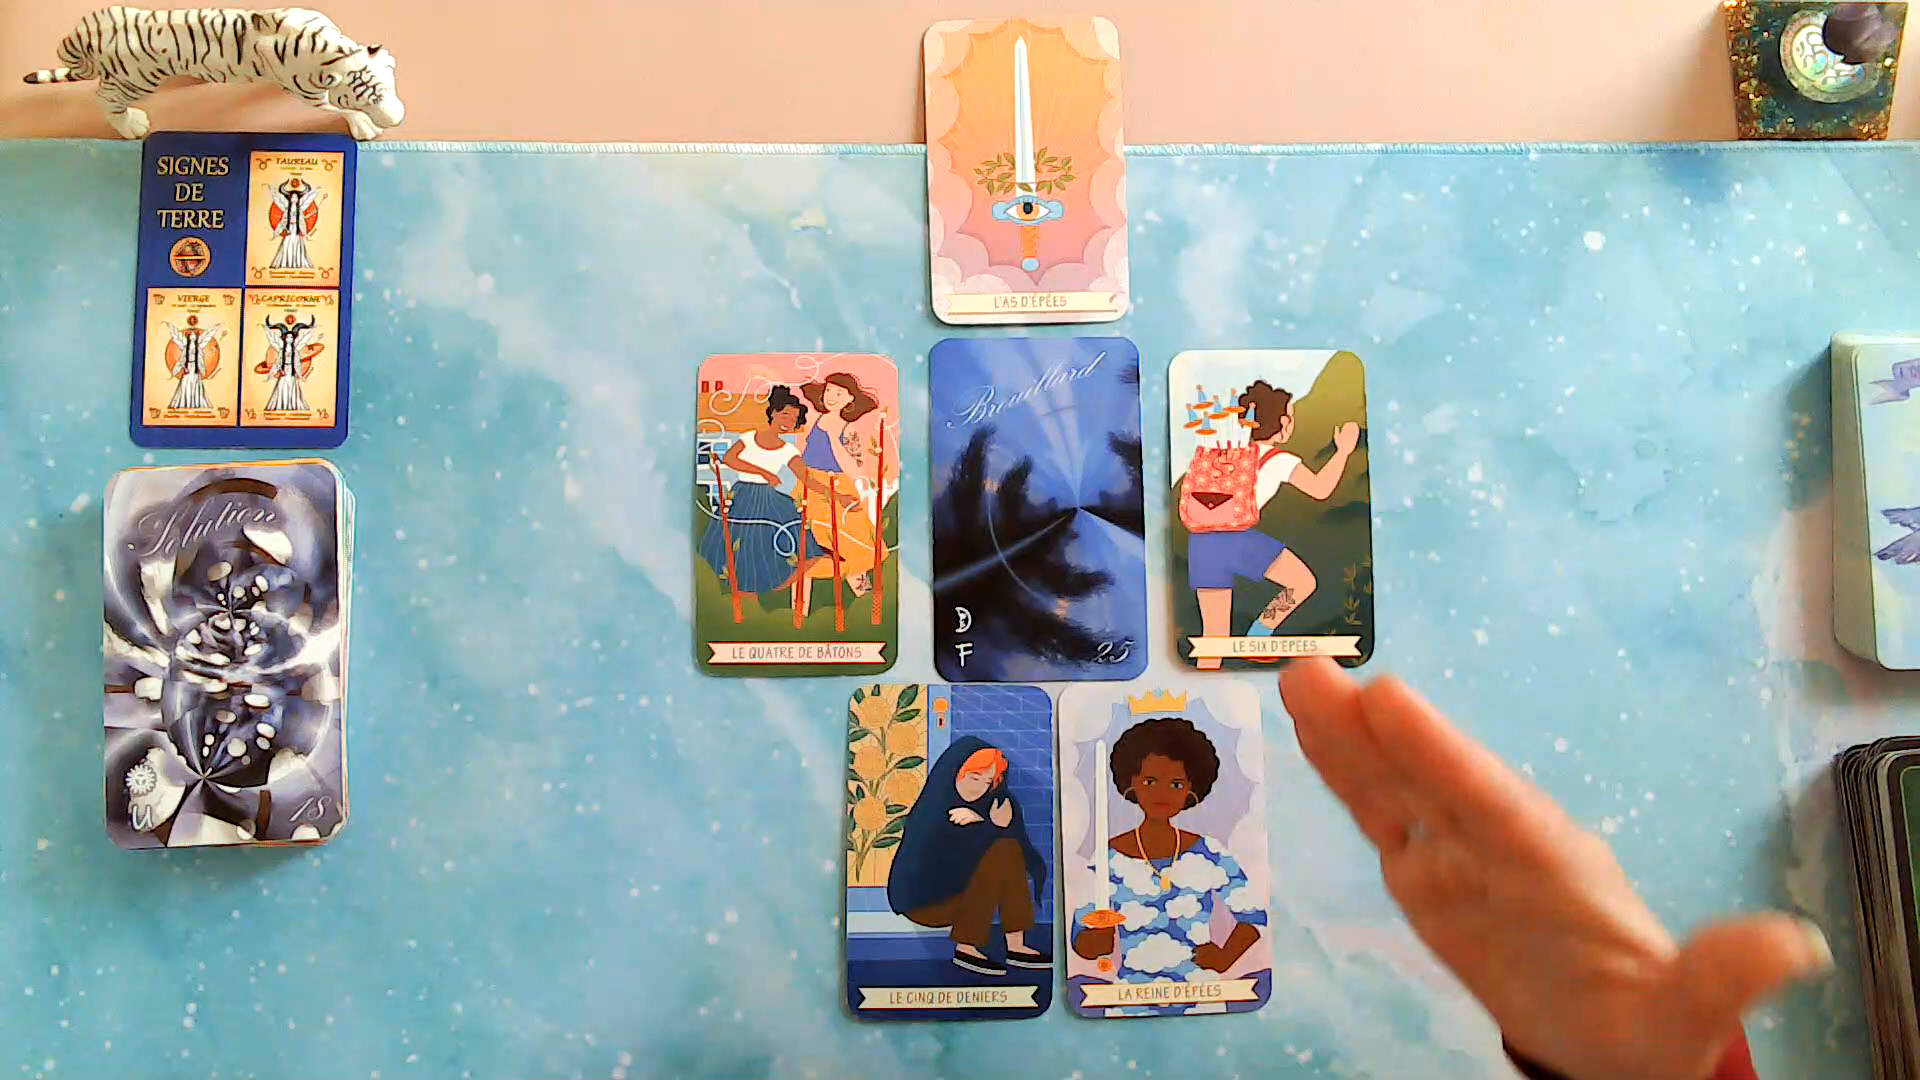 SIGNES
DE
TERRE
TAUREAU
VIERGE
CAPRICORNE
Solution
U
18
L'AS D'ÉPÉES
LE QUATRE DE BÂTONS
Brouillard
D
F
25
LE SIX D'ÉPÉES
LE CINQ DE DENIERS
LA REINE D'ÉPÉES